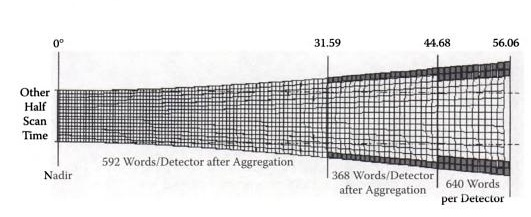 0°
31.59
44.68
56.06
Other
Half
Scan
Time
Nadir
592 Words/Detector after Aggregation
368 Words/Detector
after Aggregation
640 Words
per Detector